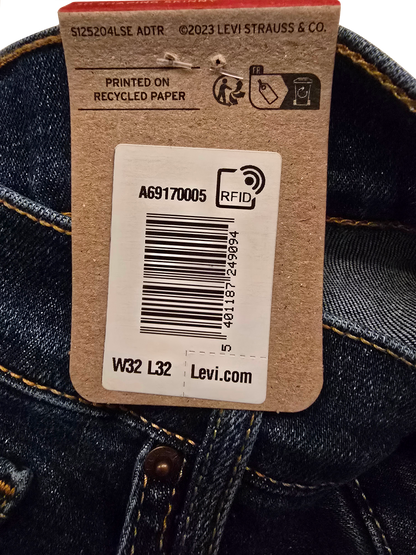 S125204LSE ADTR ©2023 LEVI STRAUSS & CO.
PRINTED ON
RECYCLED PAPER
FR
A69170005
RFID
5 401187 249094
W32 L32
Levi.com